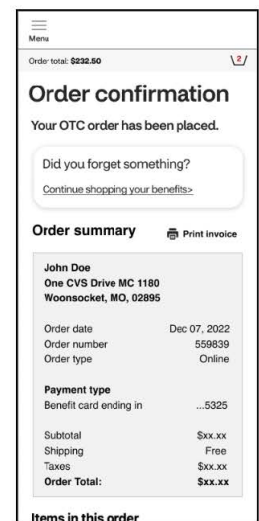 Menu
Order total: $232.50
2
Order confirmation
Your OTC order has been placed.
Did you forget something?
Continue shopping your benefits>
Order summary
Print invoice
John Doe
One CVS Drive MC 1180
Woonsocket, MO, 02895
Order date Dec 07, 2022
Order number 559839
Order type Online
Payment type
Benefit card ending in ...5325
Subtotal $xx.xx
Shipping Free
Taxes $xx.xx
Order Total: $xx.xx
Items in this order